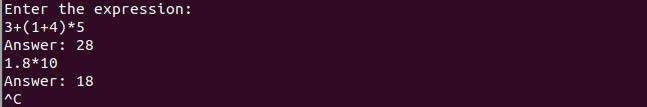 Enter the expression:
3+(1+4)*5
Answer: 28
1.8*10
Answer: 18
^C